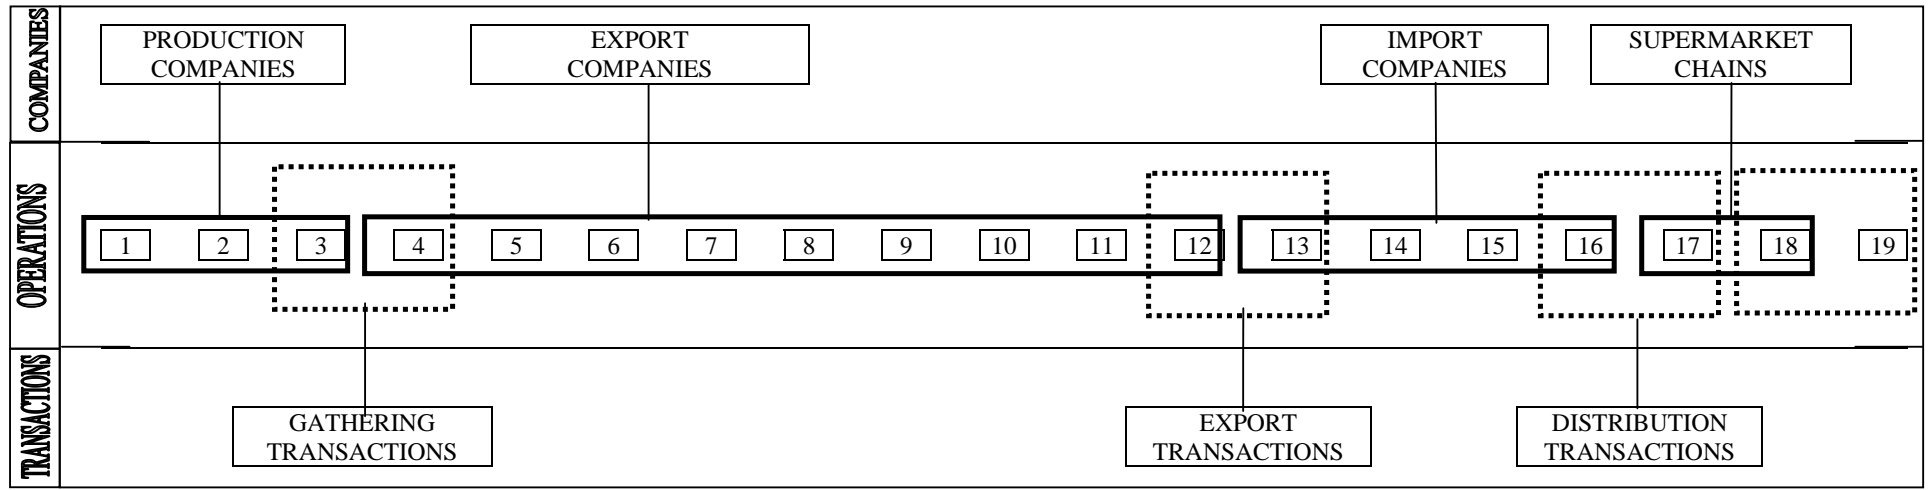 COMPANIES
PRODUCTION
COMPANIES
EXPORT
COMPANIES
IMPORT
COMPANIES
SUPERMARKET
CHAINS
OPERATIONS
1 2 3 4 5 6 7 8 9 10 11 12 13 14 15 16 17 18 19
TRANSACTIONS
GATHERING
TRANSACTIONS
EXPORT
TRANSACTIONS
DISTRIBUTION
TRANSACTIONS